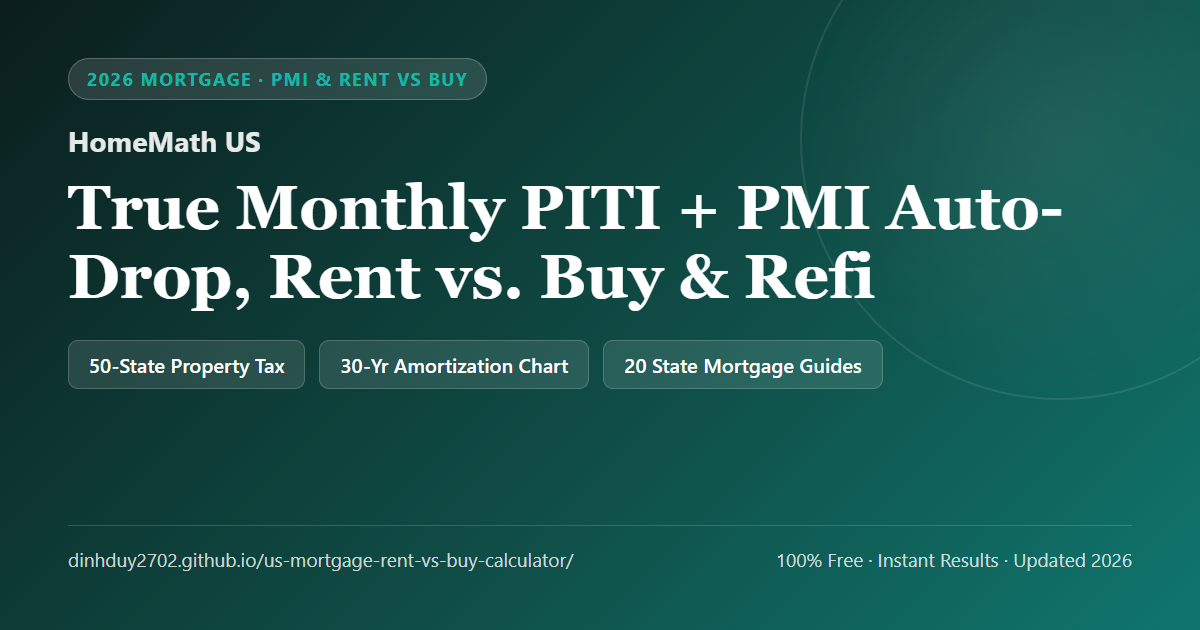 2026 MORTGAGE · PMI & RENT VS BUY
HomeMath US
True Monthly PITI + PMI Auto-
Drop, Rent vs. Buy & Refi
50-State Property Tax
30-Yr Amortization Chart
20 State Mortgage Guides
dinhduy2702.github.io/us-mortgage-rent-vs-buy-calculator/
100% Free · Instant Results · Updated 2026